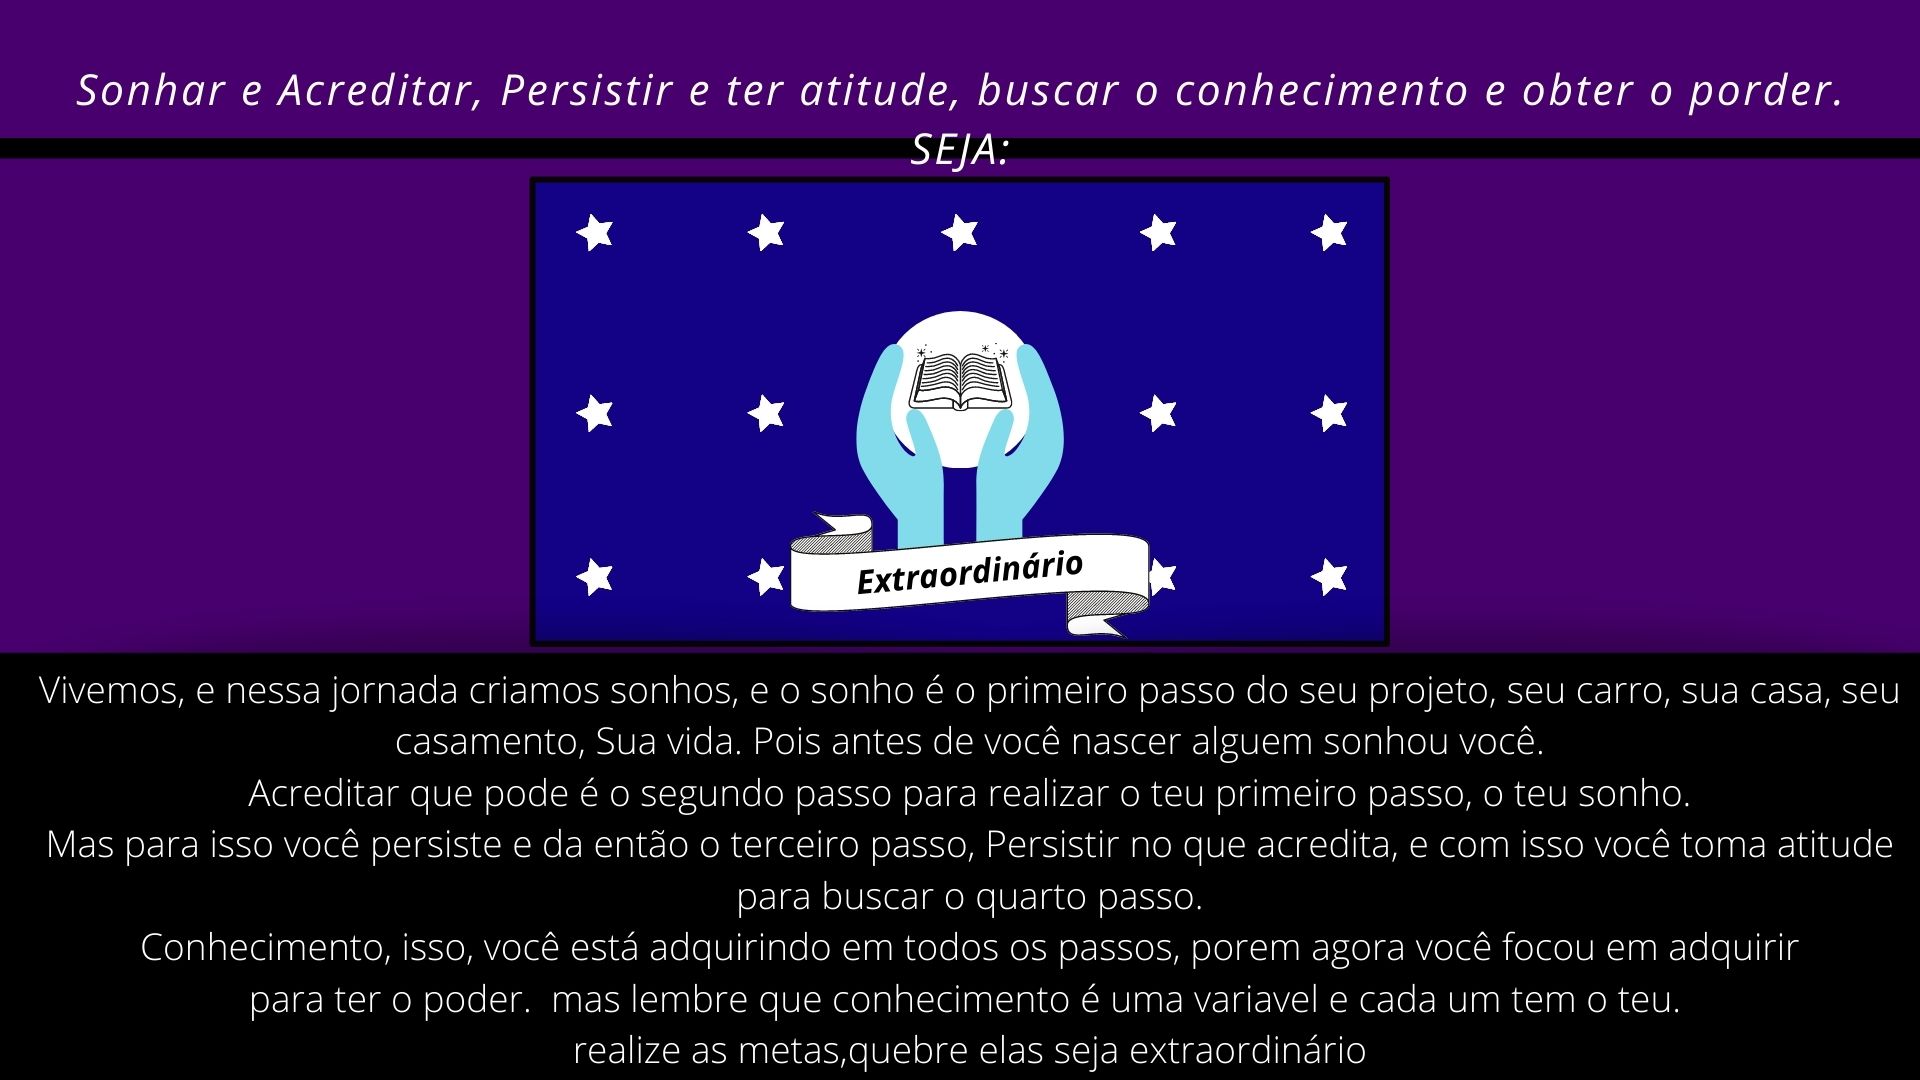 Sonhar e Acreditar, Persistir e ter atitude, buscar o conhecimento e obter o porder.
SEJA:
Extraordinário
Vivemos, e nessa jornada criamos sonhos, e o sonho é o primeiro passo do seu projeto, seu carro, sua casa, seu
casamento, Sua vida. Pois antes de você nascer alguem sonhou você.
Acreditar que pode é o segundo passo para realizar o teu primeiro passo, o teu sonho.
Mas para isso você persiste e da então o terceiro passo, Persistir no que acredita, e com isso você toma atitude
para buscar o quarto passo.
Conhecimento, isso, você está adquirindo em todos os passos, porem agora você focou em adquirir
para ter o poder.  mas lembre que conhecimento é uma variavel e cada um tem o teu.
realize as metas,quebre elas seja extraordinário